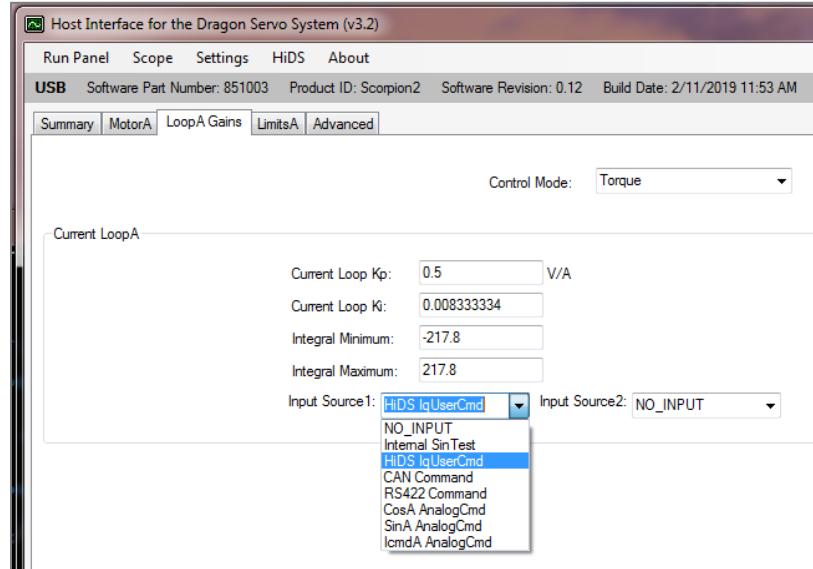 Host Interface for the Dragon Servo System (v3.2)
Run Panel Scope Settings HiDS About
USB Software Part Number: 851003 Product ID: Scorpion2 Software Revision: 0.12 Build Date: 2/11/2019 11:53 AM
Summary MotorA LoopA Gains LimitsA Advanced
Control Mode: Torque
Current LoopA
Current Loop Kp: 0.5 V/A
Current Loop Ki: 0.008333334
Integral Minimum: -217.8
Integral Maximum: 217.8
Input Source1: HiDS IqUserCmd Input Source2: NO_INPUT
NO_INPUT
Internal SinTest
HiDS IqUserCmd
CAN Command
RS422 Command
CosA AnalogCmd
SinA AnalogCmd
IcmdA AnalogCmd